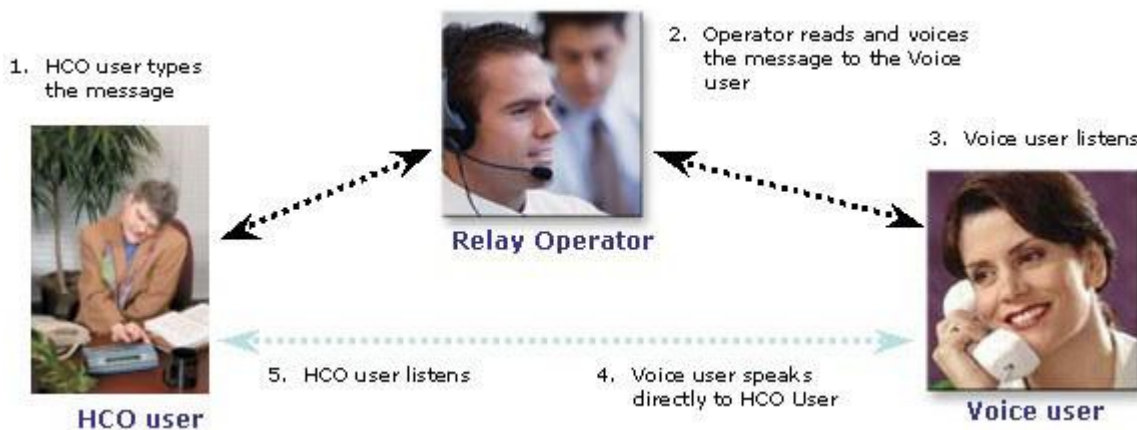 1. HCO user types
the message
2. Operator reads and voices
the message to the Voice
user
3. Voice user listens
Relay Operator
5. HCO user listens
4. Voice user speaks
directly to HCO User
HCO user
Voice user